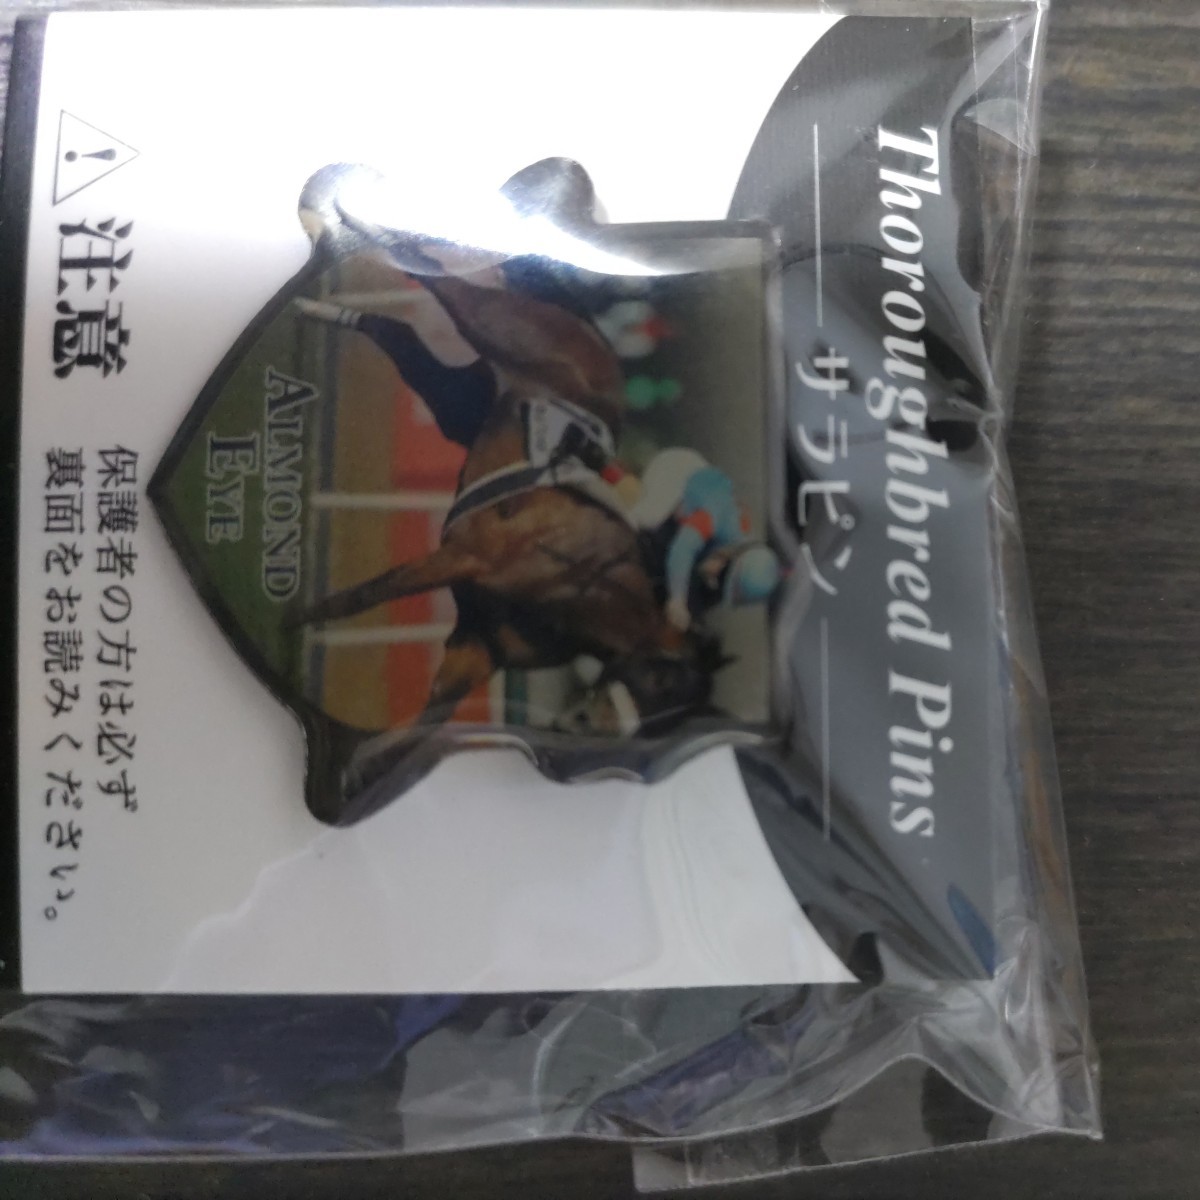 Thoroughbred Pins
サラピン
ALMOND
EYE
注意
保護者の方は必ず
裏面をお読みください。